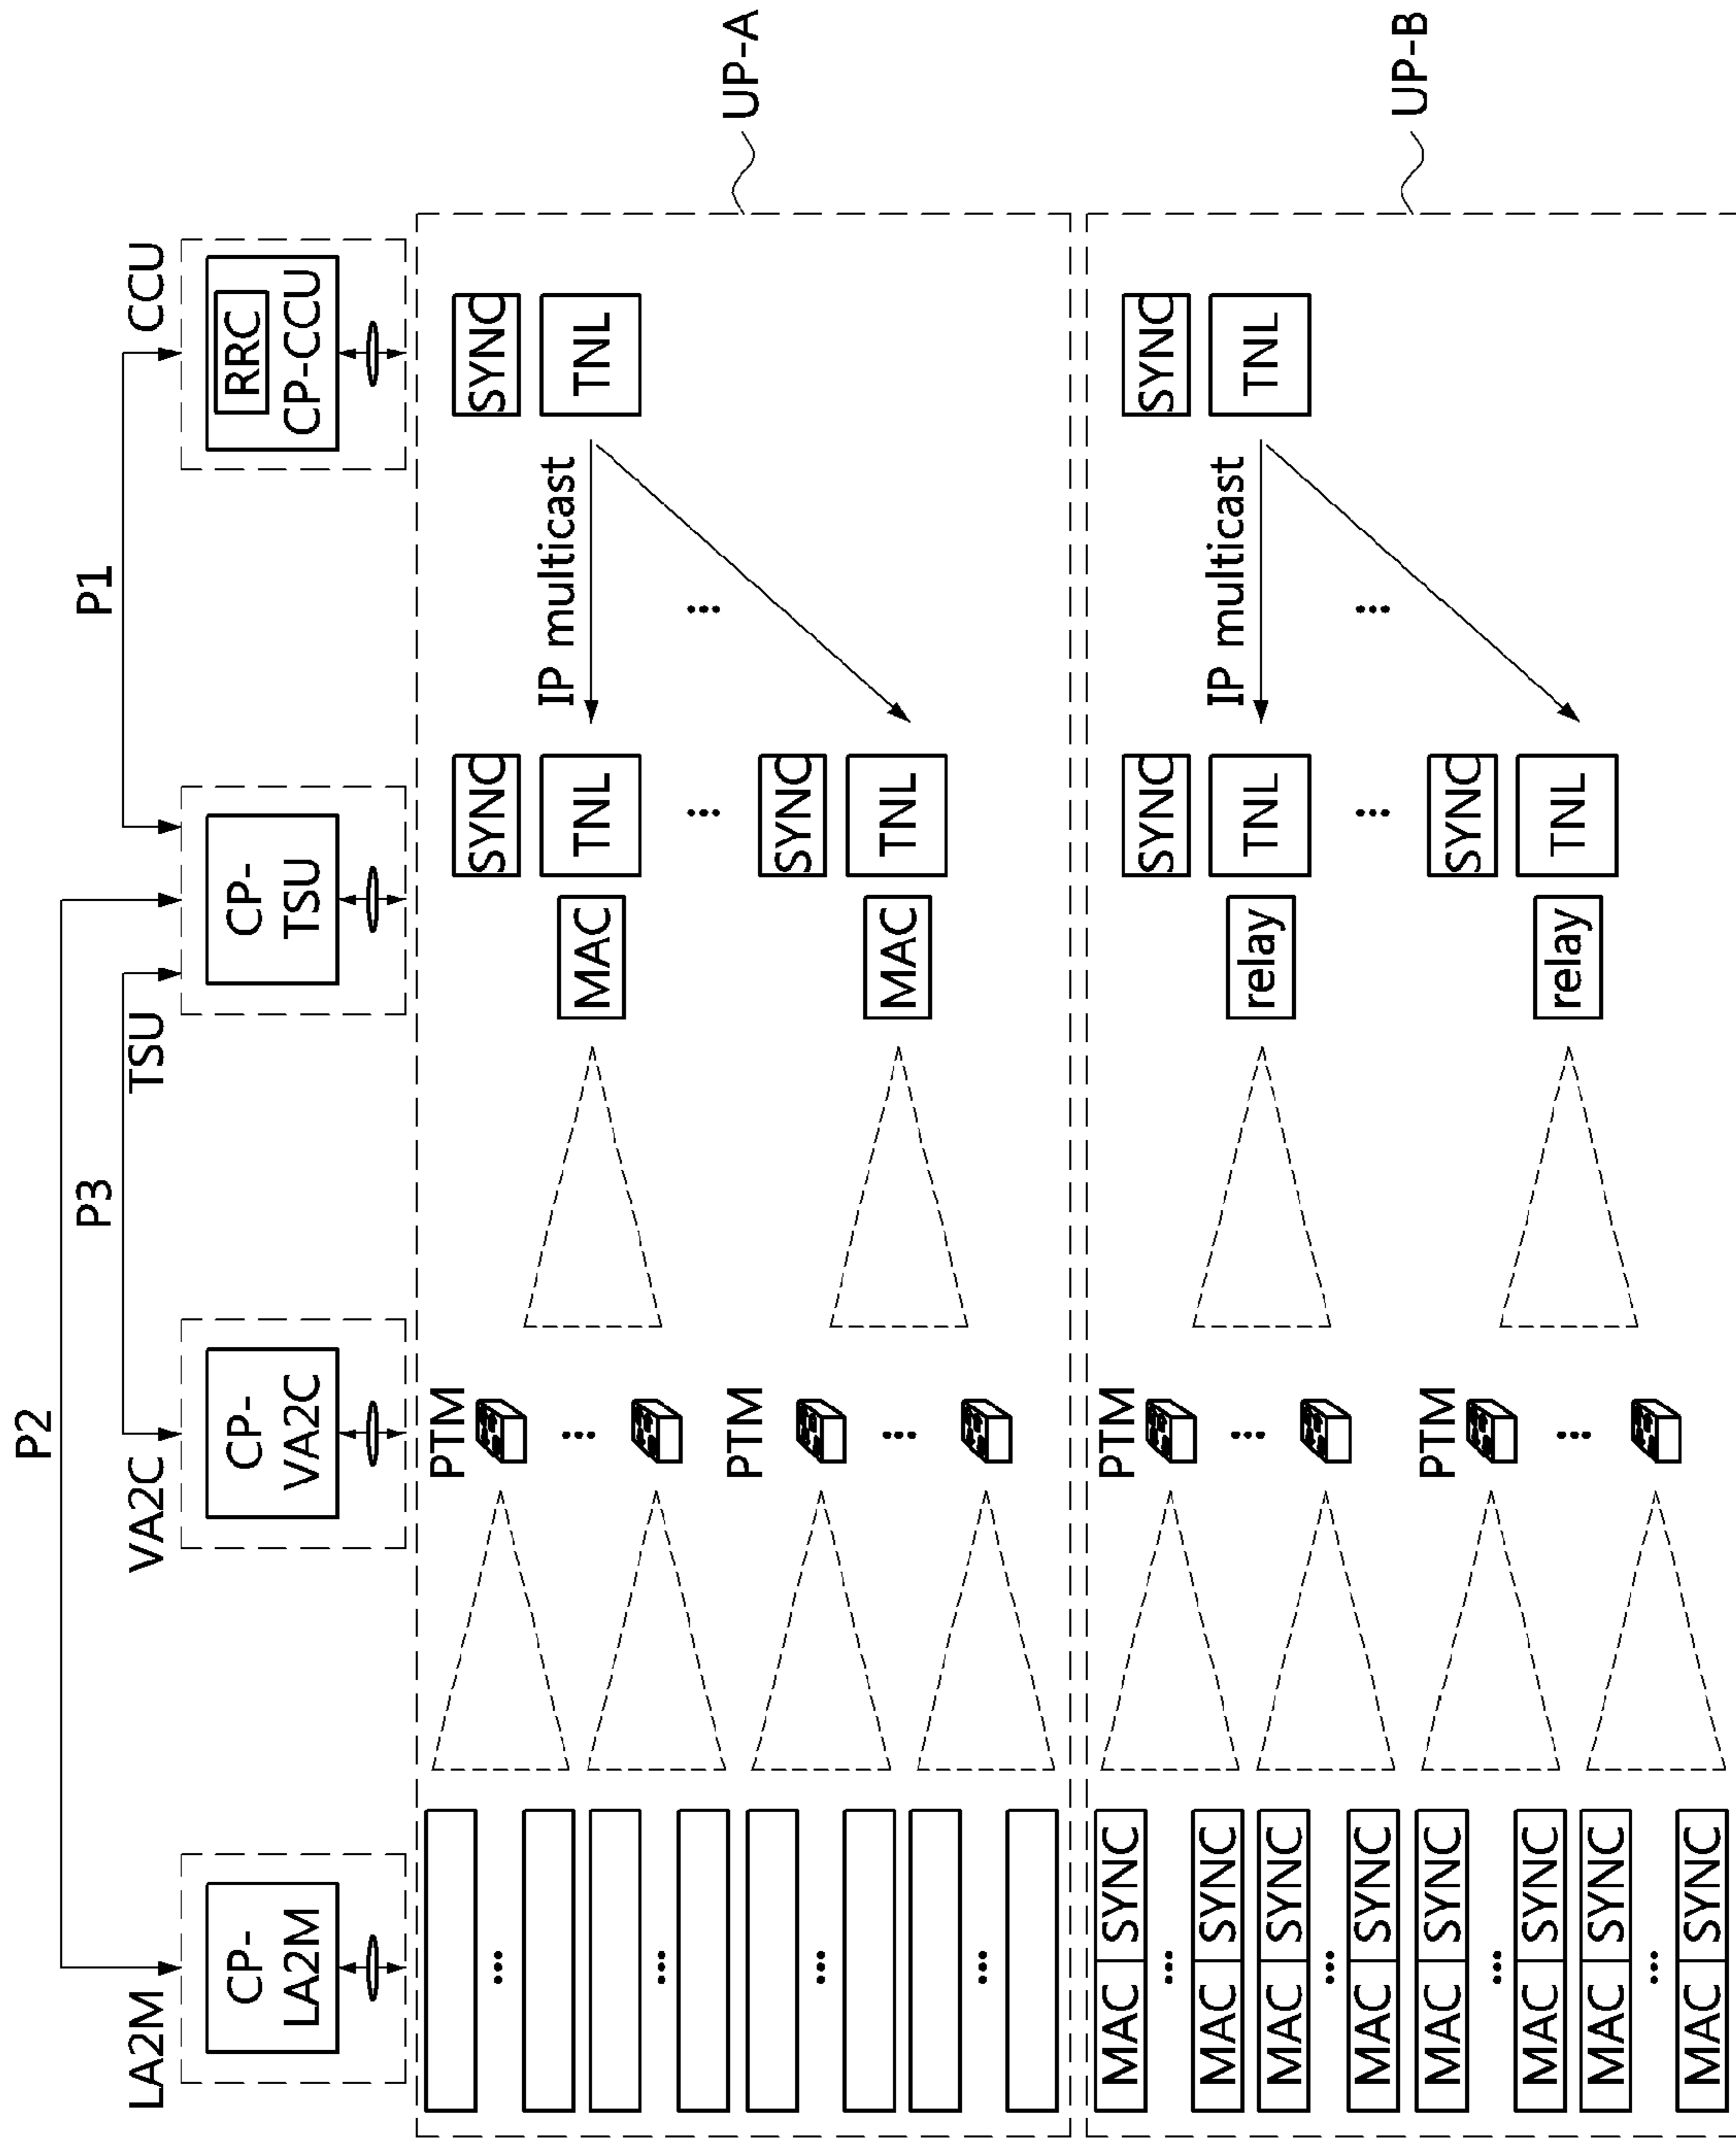 P2
P3
P1
LA2M
VA2C
TSU
CCU
CP-
LA2M
CP-
VA2C
CP-
TSU
RRC
CP-CCU
UP-A
PTM
SYNC
SYNC
IP multicast
MAC
TNL
TNL
PTM
SYNC
MAC
TNL
UP-B
MAC SYNC
PTM
SYNC
SYNC
MAC SYNC
IP multicast
relay
TNL
TNL
MAC SYNC
MAC SYNC
MAC SYNC
PTM
SYNC
MAC SYNC
relay
TNL
MAC SYNC
MAC SYNC